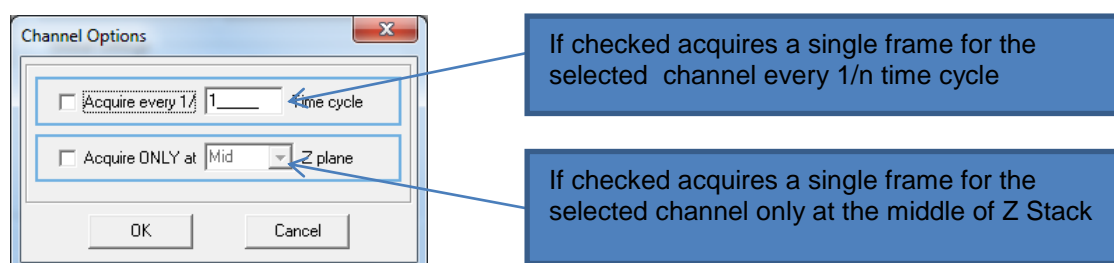 Channel Options
Acquire every 1/ 1____ Time cycle
Acquire ONLY at Mid Z plane
OK Cancel
If checked acquires a single frame for the
selected channel every 1/n time cycle
If checked acquires a single frame for the
selected channel only at the middle of Z Stack